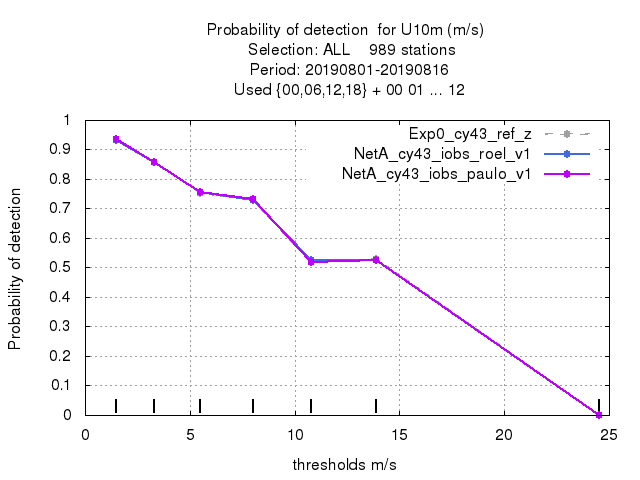 Probability of detection  for U10m (m/s)
Selection: ALL    989 stations
Period: 20190801-20190816
Used {00,06,12,18} + 00 01 ... 12
Exp0_cy43_ref_z
NetA_cy43_iobs_roel_v1
NetA_cy43_iobs_paulo_v1
Probability of detection
1
0.9
0.8
0.7
0.6
0.5
0.4
0.3
0.2
0.1
0
0 5 10 15 20 25
thresholds m/s